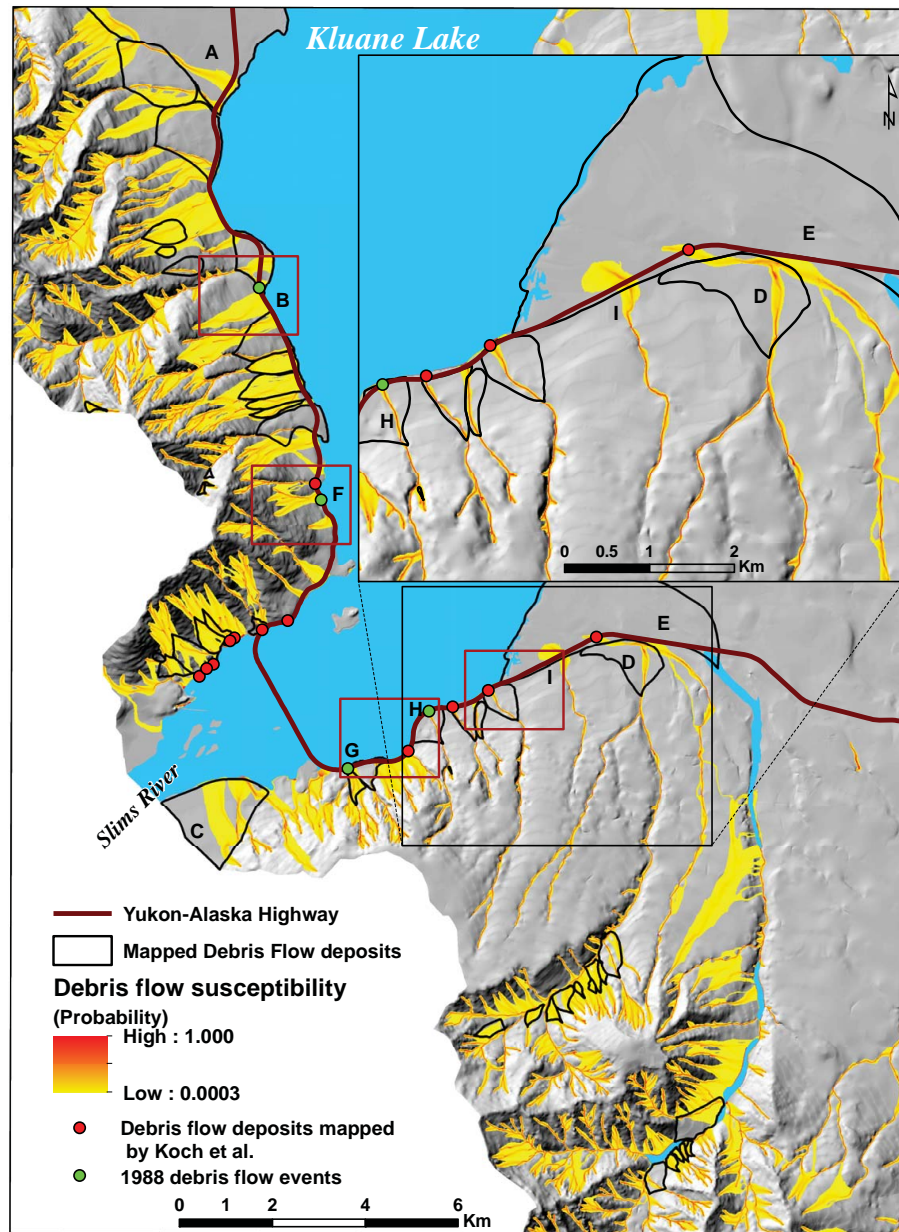 Kluane Lake
A
N
E
B
D
I
H
0 0.5 1 2
Km
F
E
D
I
H
G
C
Slims River
Yukon-Alaska Highway
Mapped Debris Flow deposits
Debris flow susceptibility
(Probability)
High : 1.000
Low : 0.0003
Debris flow deposits mapped
by Koch et al.
1988 debris flow events
0 1 2 4 6
Km